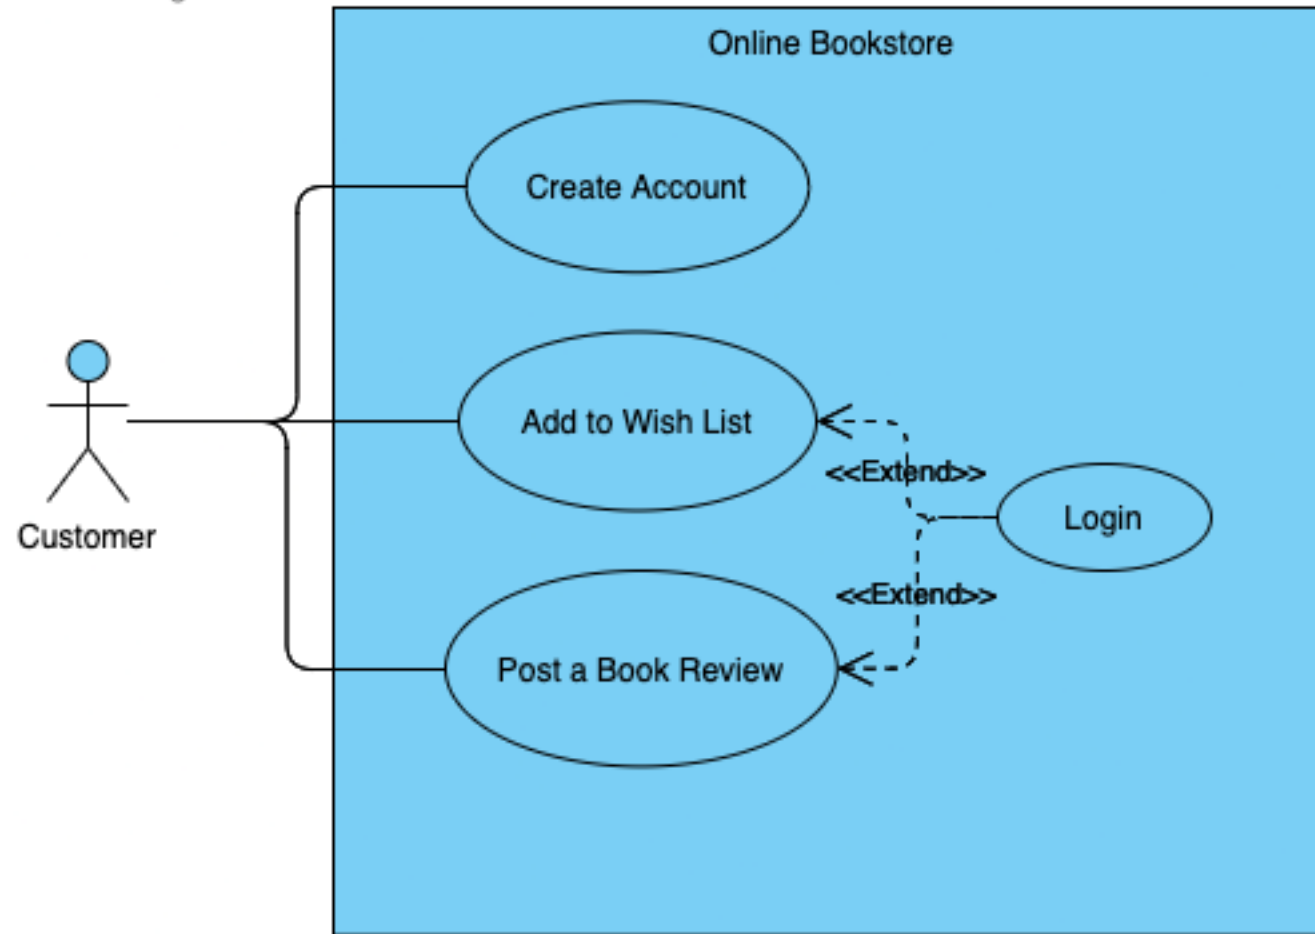 Online Bookstore
Create Account
Add to Wish List
<<Extend>>
Login
Customer
<<Extend>>
Post a Book Review